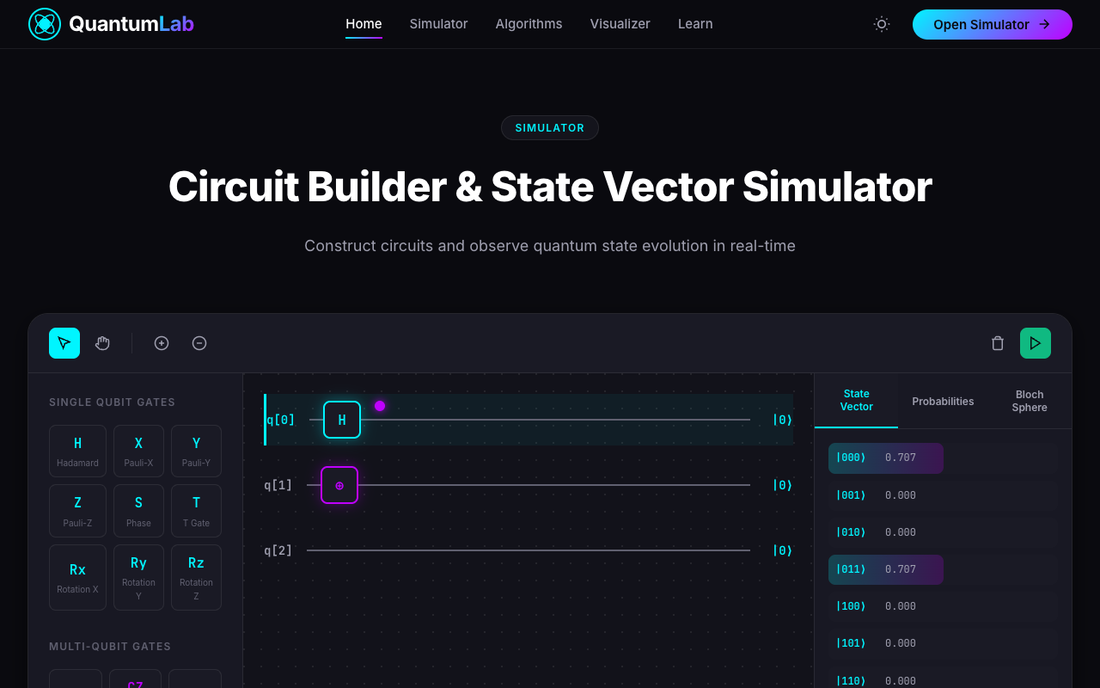 QuantumLab
Home Simulator Algorithms Visualizer Learn
Open Simulator →
SIMULATOR
Circuit Builder & State Vector Simulator
Construct circuits and observe quantum state evolution in real-time
SINGLE QUBIT GATES
H X Y
Hadamard Pauli-X Pauli-Y
Z S T
Pauli-Z Phase T Gate
Rx Ry Rz
Rotation X Rotation Y Rotation Z
MULTI-QUBIT GATES
CZ
q[0] H |0⟩
q[1] ⊕ |0⟩
q[2] |0⟩
State Vector Probabilities Bloch Sphere
|000⟩ 0.707
|001⟩ 0.000
|010⟩ 0.000
|011⟩ 0.707
|100⟩ 0.000
|101⟩ 0.000
|110⟩ 0.000